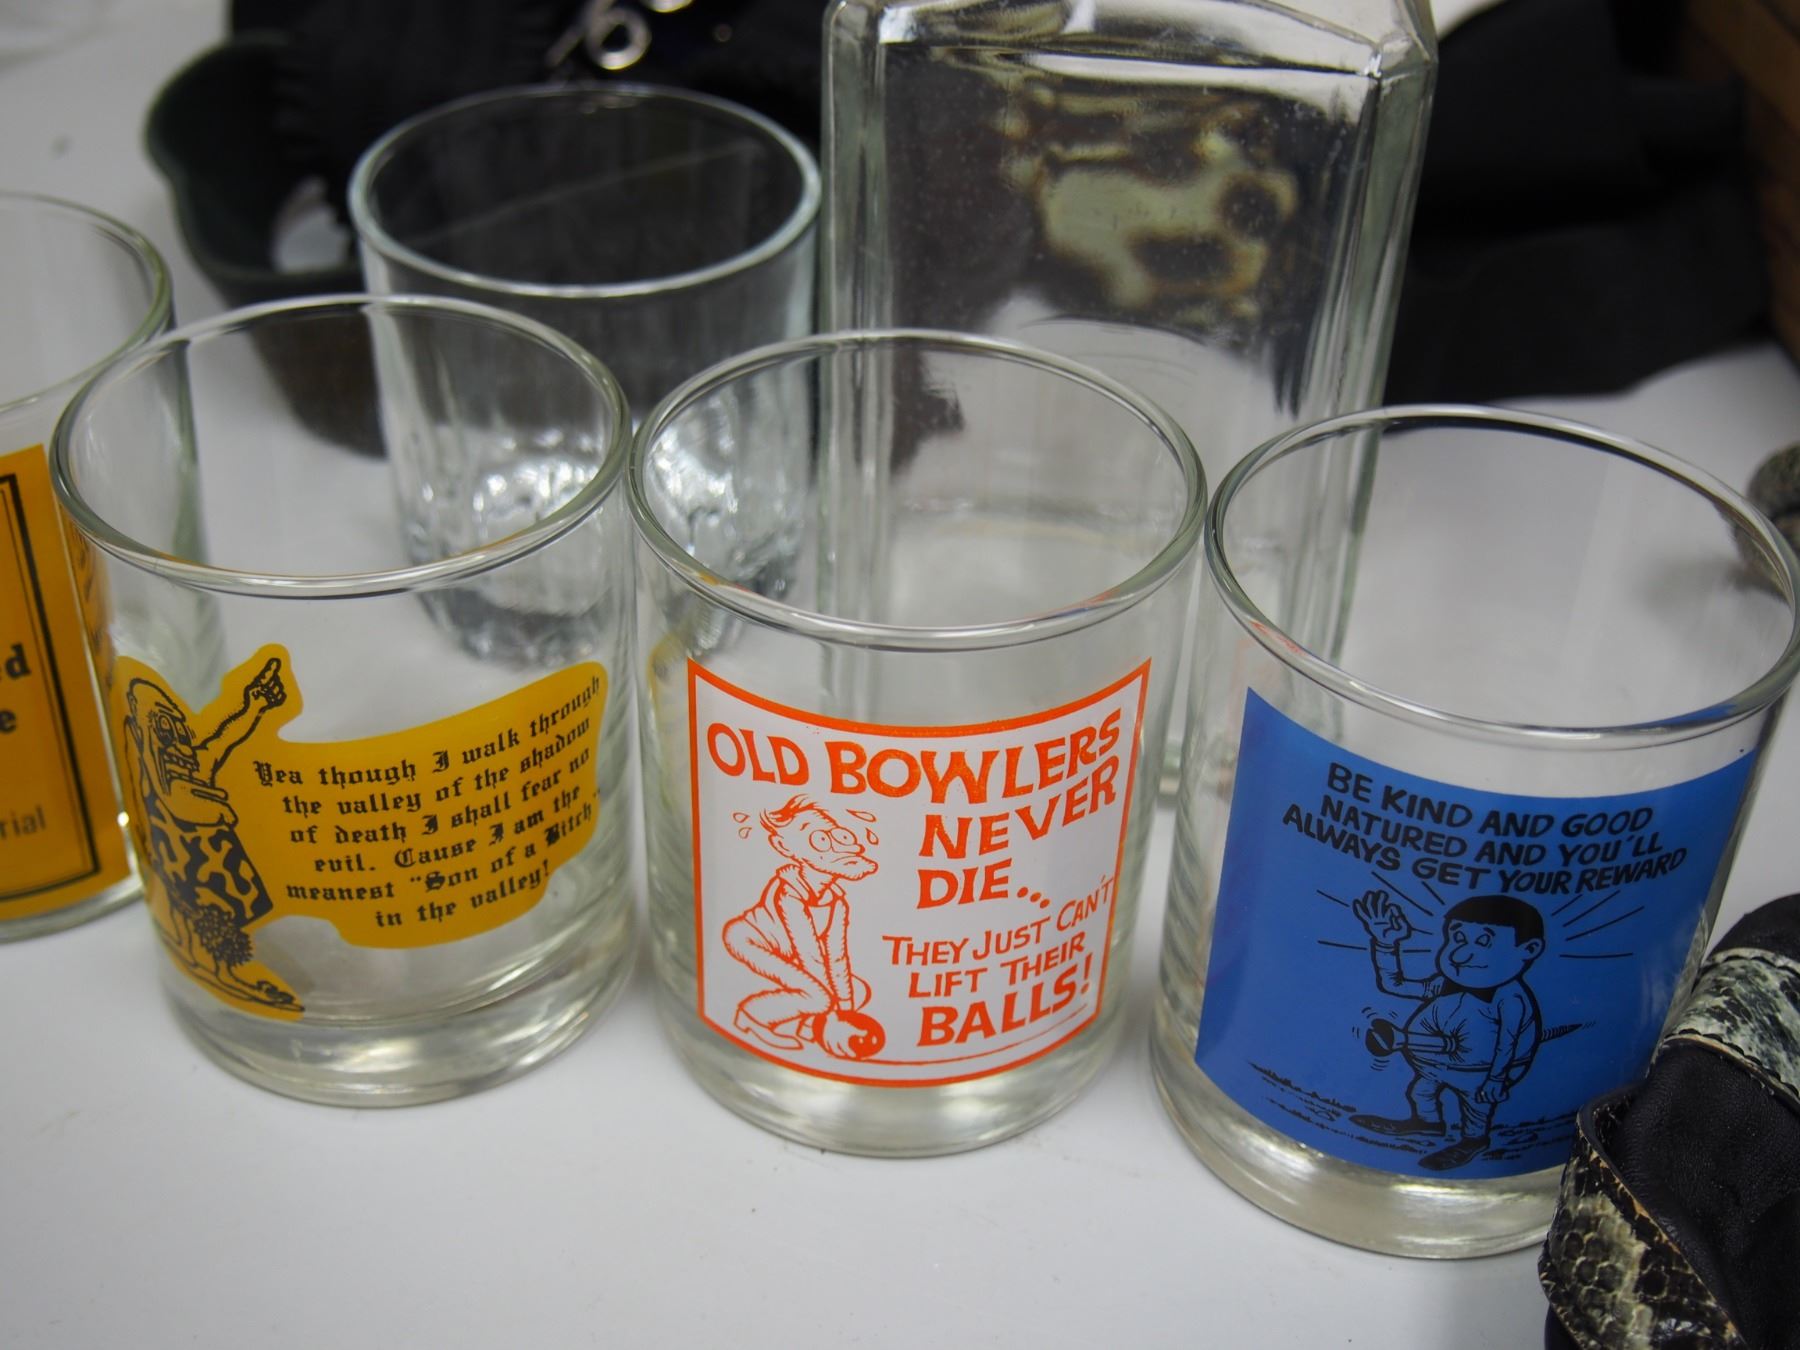 Yea though I walk through
the valley of the shadow
of death I shall fear no
evil. Cause I am the
meanest "Son of a Bitch"
in the valley!
OLD BOWLERS
NEVER
DIE...
THEY JUST CAN'T
LIFT THEIR
BALLS!
BE KIND AND GOOD
NATURED AND YOU'LL
ALWAYS GET YOUR REWARD